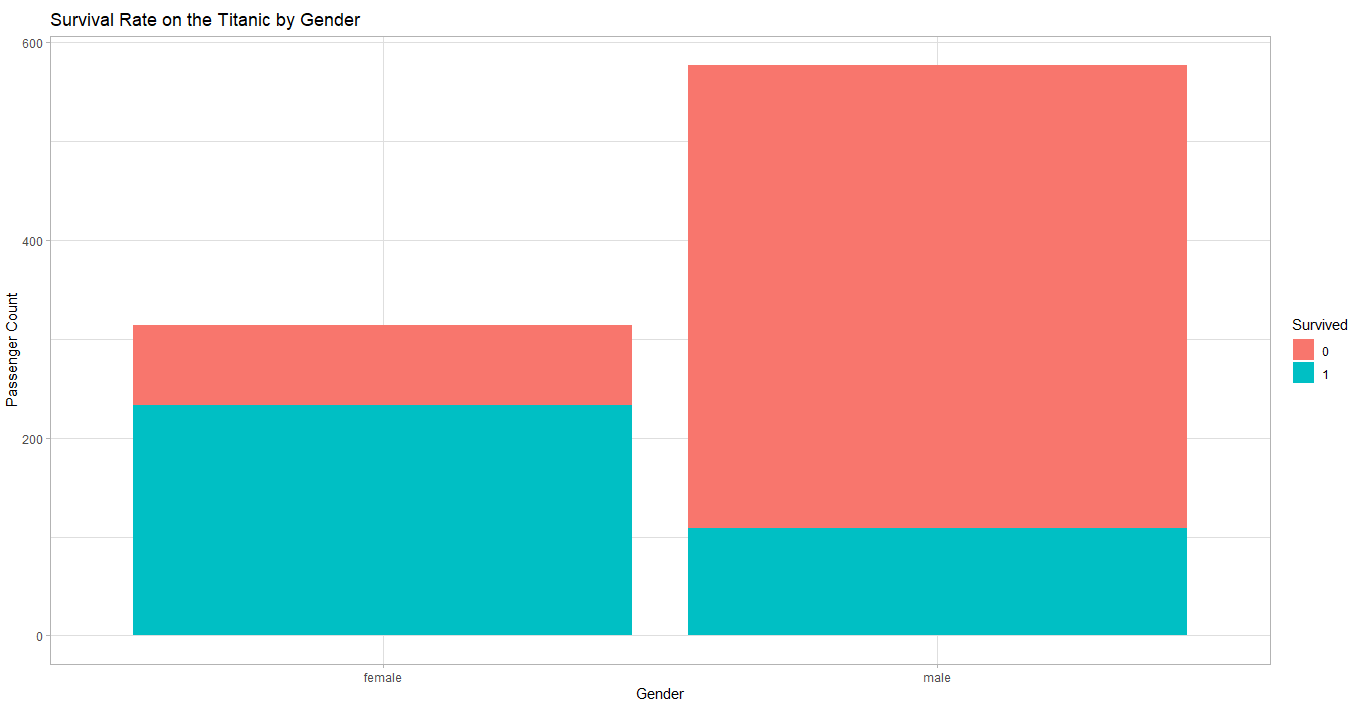 Survival Rate on the Titanic by Gender
600
400
200
0
Passenger Count
female
male
Gender
Survived
0
1